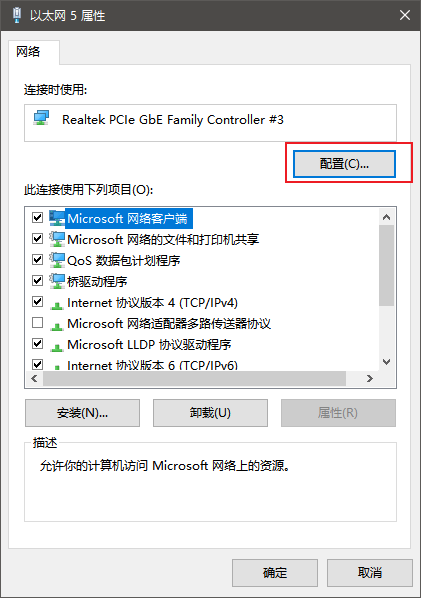 以太网 5 属性
网络
连接时使用:
Realtek PCIe GbE Family Controller #3
配置(C)...
此连接使用下列项目(O):
Microsoft 网络客户端
Microsoft 网络的文件和打印机共享
QoS 数据包计划程序
桥驱动程序
Internet 协议版本 4 (TCP/IPv4)
Microsoft 网络适配器多路传送器协议
Microsoft LLDP 协议驱动程序
Internet 协议版本 6 (TCP/IPv6)
安装(N)... 卸载(U) 属性(R)
描述
允许你的计算机访问 Microsoft 网络上的资源。
确定 取消